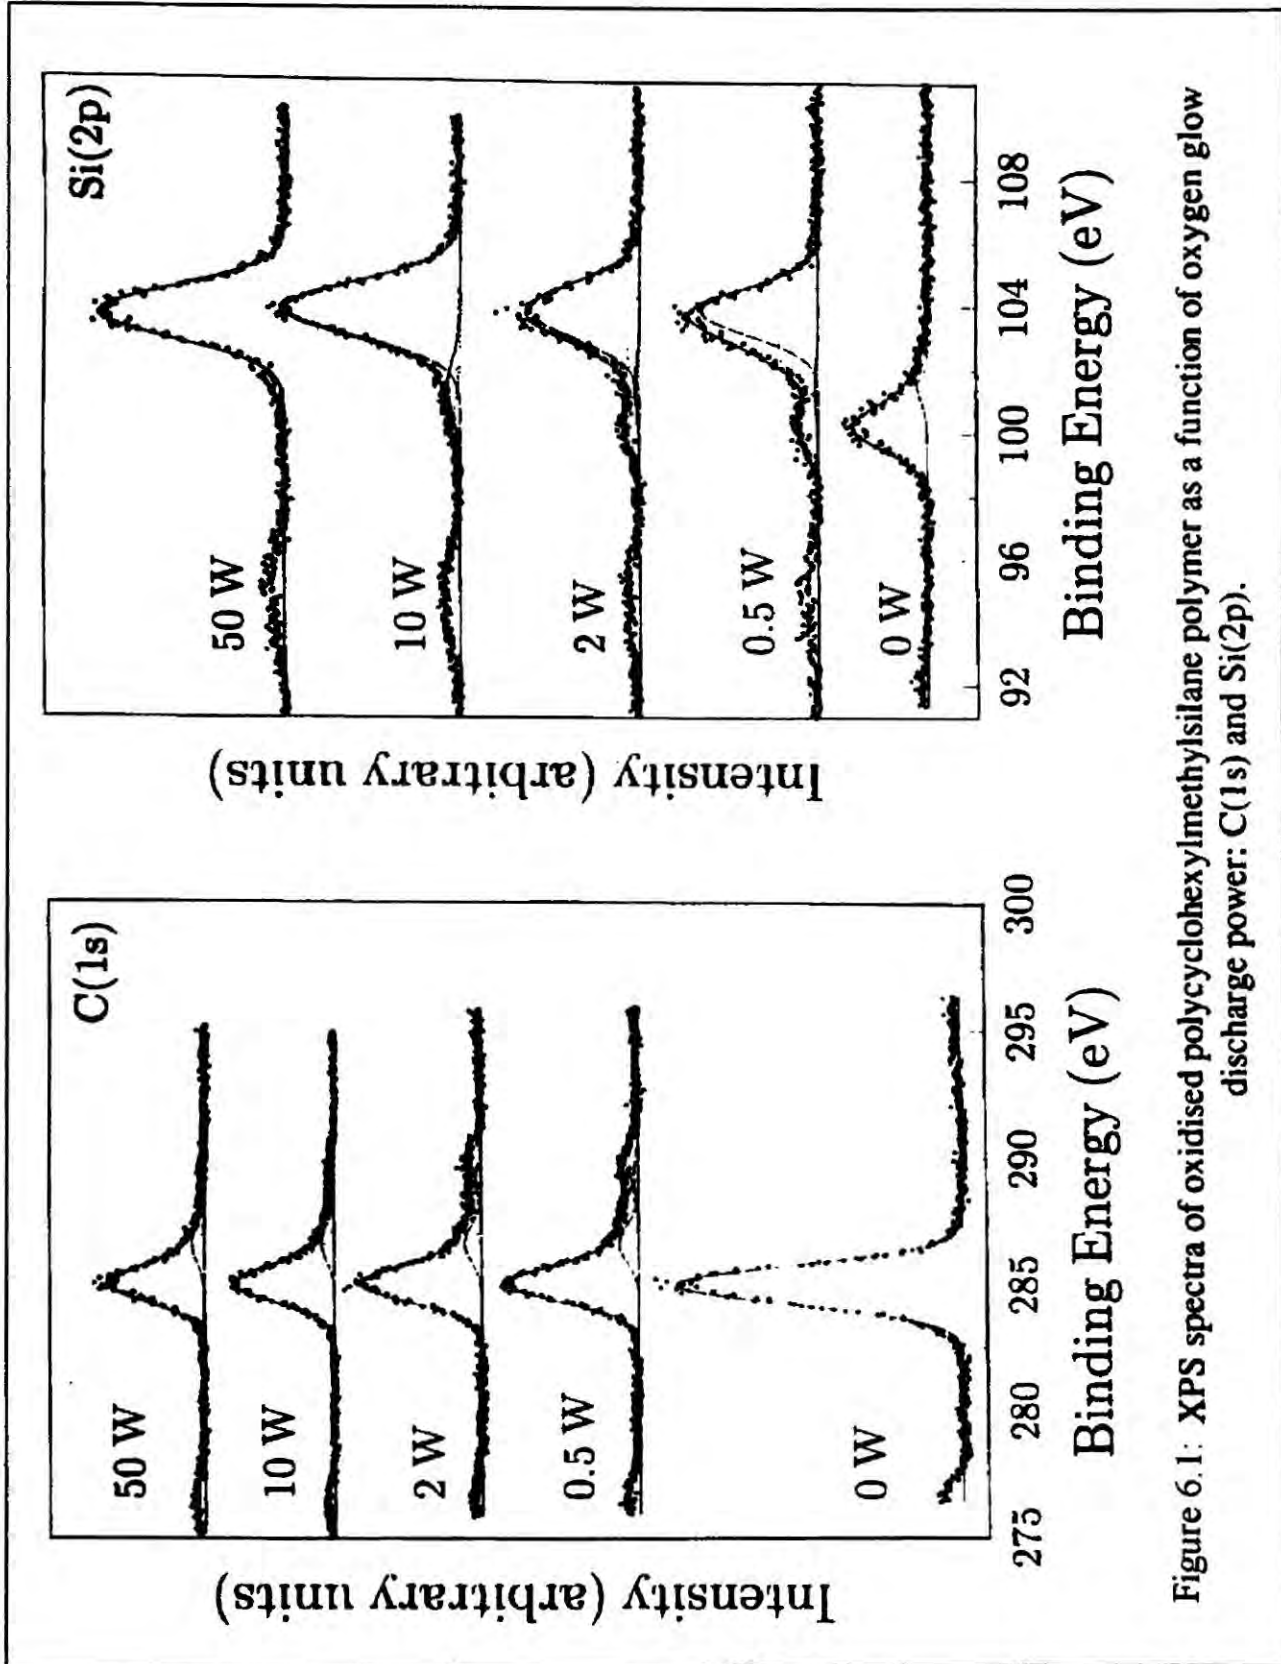 C(1s)
50 W
10 W
2 W
0.5 W
0 W
Intensity (arbitrary units)
275 280 285 290 295 300
Binding Energy (eV)
Si(2p)
50 W
10 W
2 W
0.5 W
0 W
Intensity (arbitrary units)
92 96 100 104 108
Binding Energy (eV)
Figure 6.1: XPS spectra of oxidised polycyclohexylmethylsilane polymer as a function of oxygen glow
discharge power: C(1s) and Si(2p).